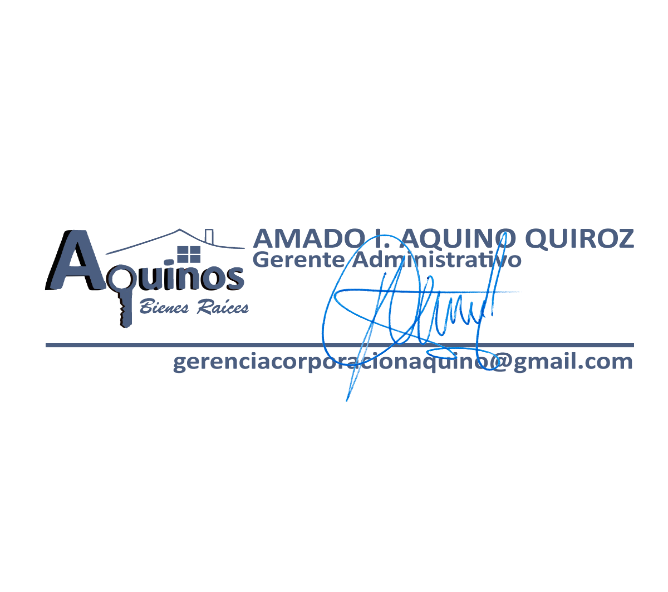 Aquinos
Bienes Raíces
AMADO I. AQUINO QUIROZ
Gerente Administrativo
gerenciacorporacionaquino@gmail.com